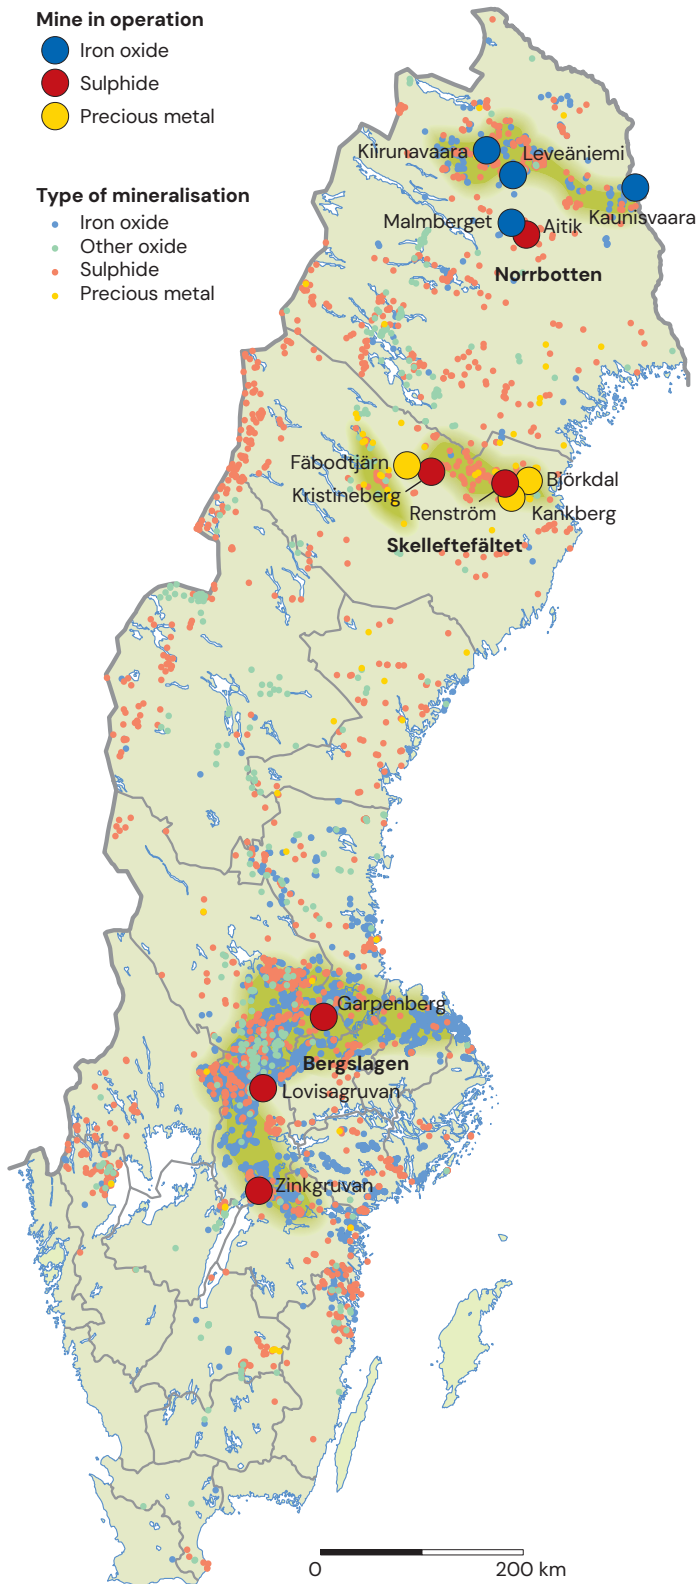 Mine in operation
Iron oxide
Sulphide
Precious metal
Type of mineralisation
Iron oxide
Other oxide
Sulphide
Precious metal
Kiirunavaara
Leveäniemi
Kaunisvaara
Malmberget
Aitik
Norrbotten
Fäbodtjärn
Kristineberg
Björkdal
Renström
Kankberg
Skelleftefältet
Garpenberg
Bergslagen
Lovisagruvan
Zinkgruvan
0 200 km